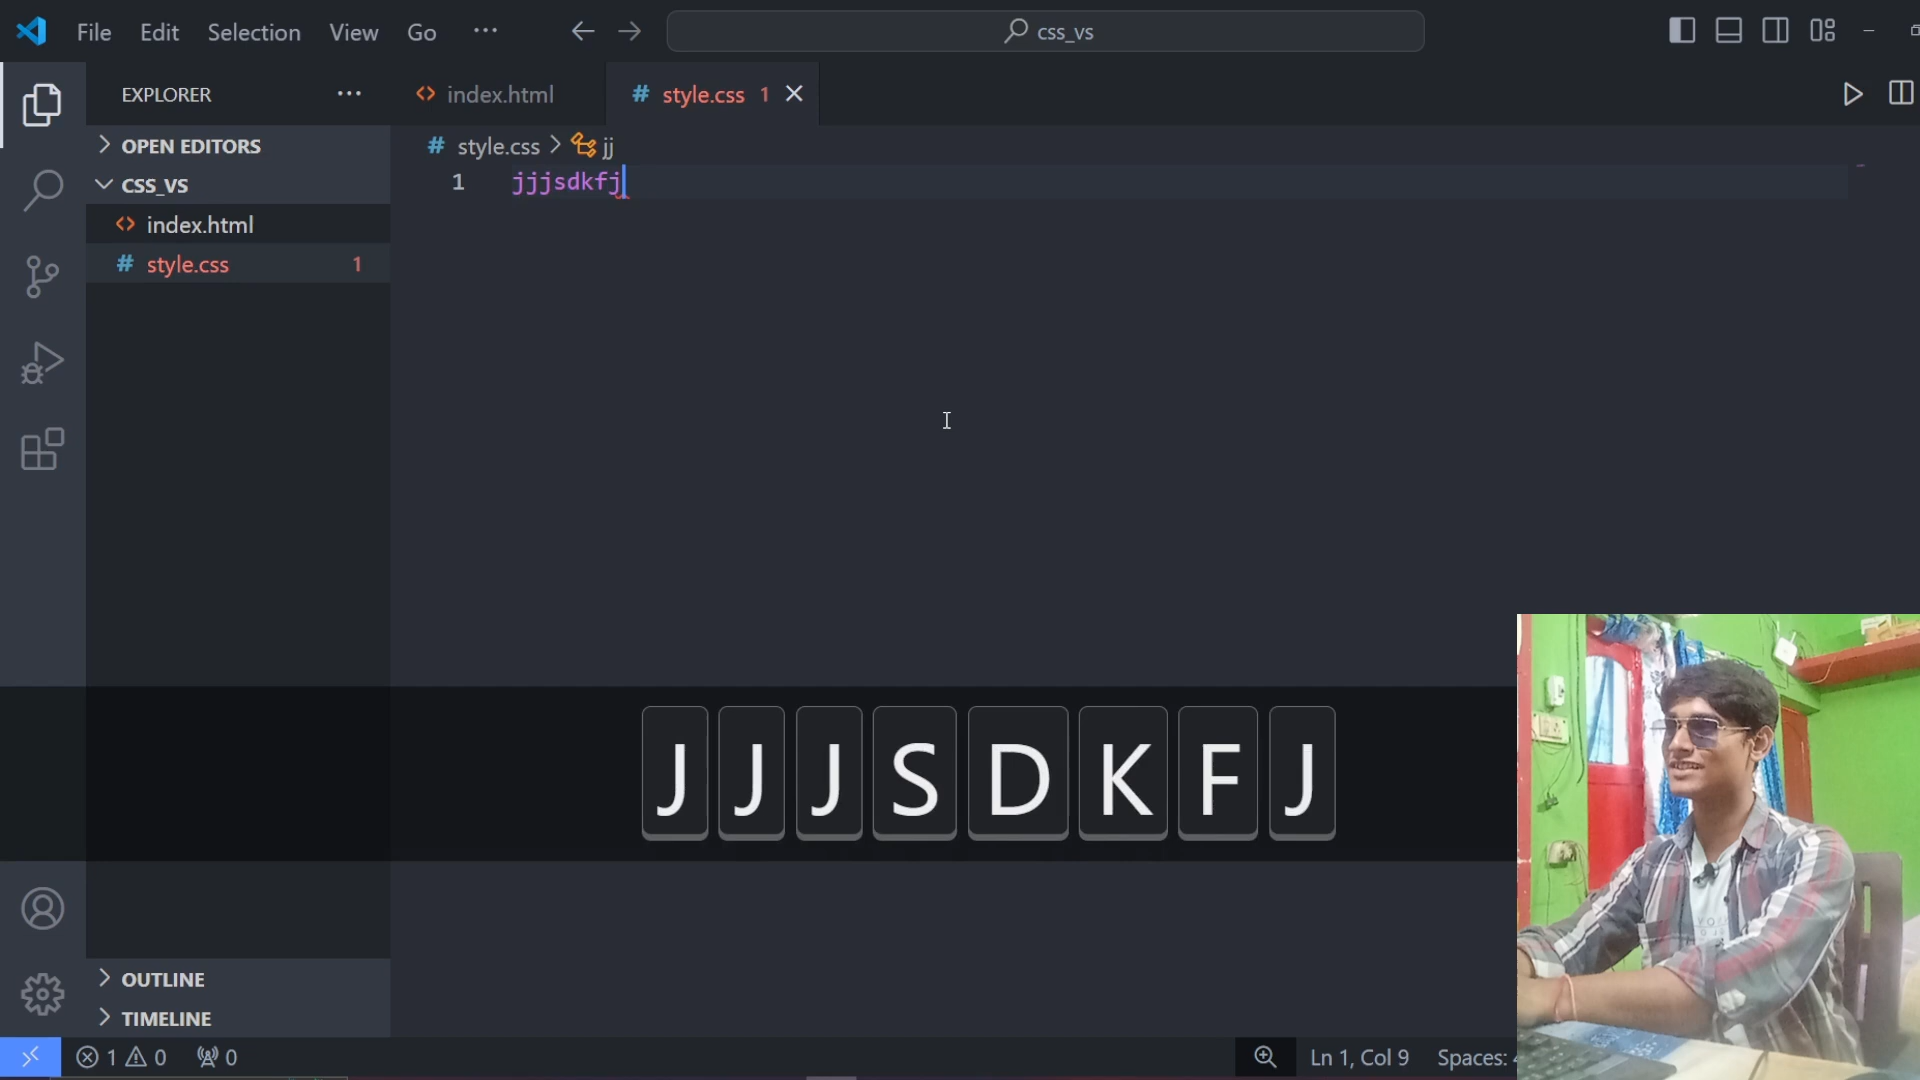 File Edit Selection View Go ···
css_vs
EXPLORER ···
index.html
# style.css 1
OPEN EDITORS
# style.css > jj
CSS_VS
1 jjjsdkfj
index.html
# style.css 1
J J J S D K F J
OUTLINE
TIMELINE
1 0 0
Ln 1, Col 9 Spaces: